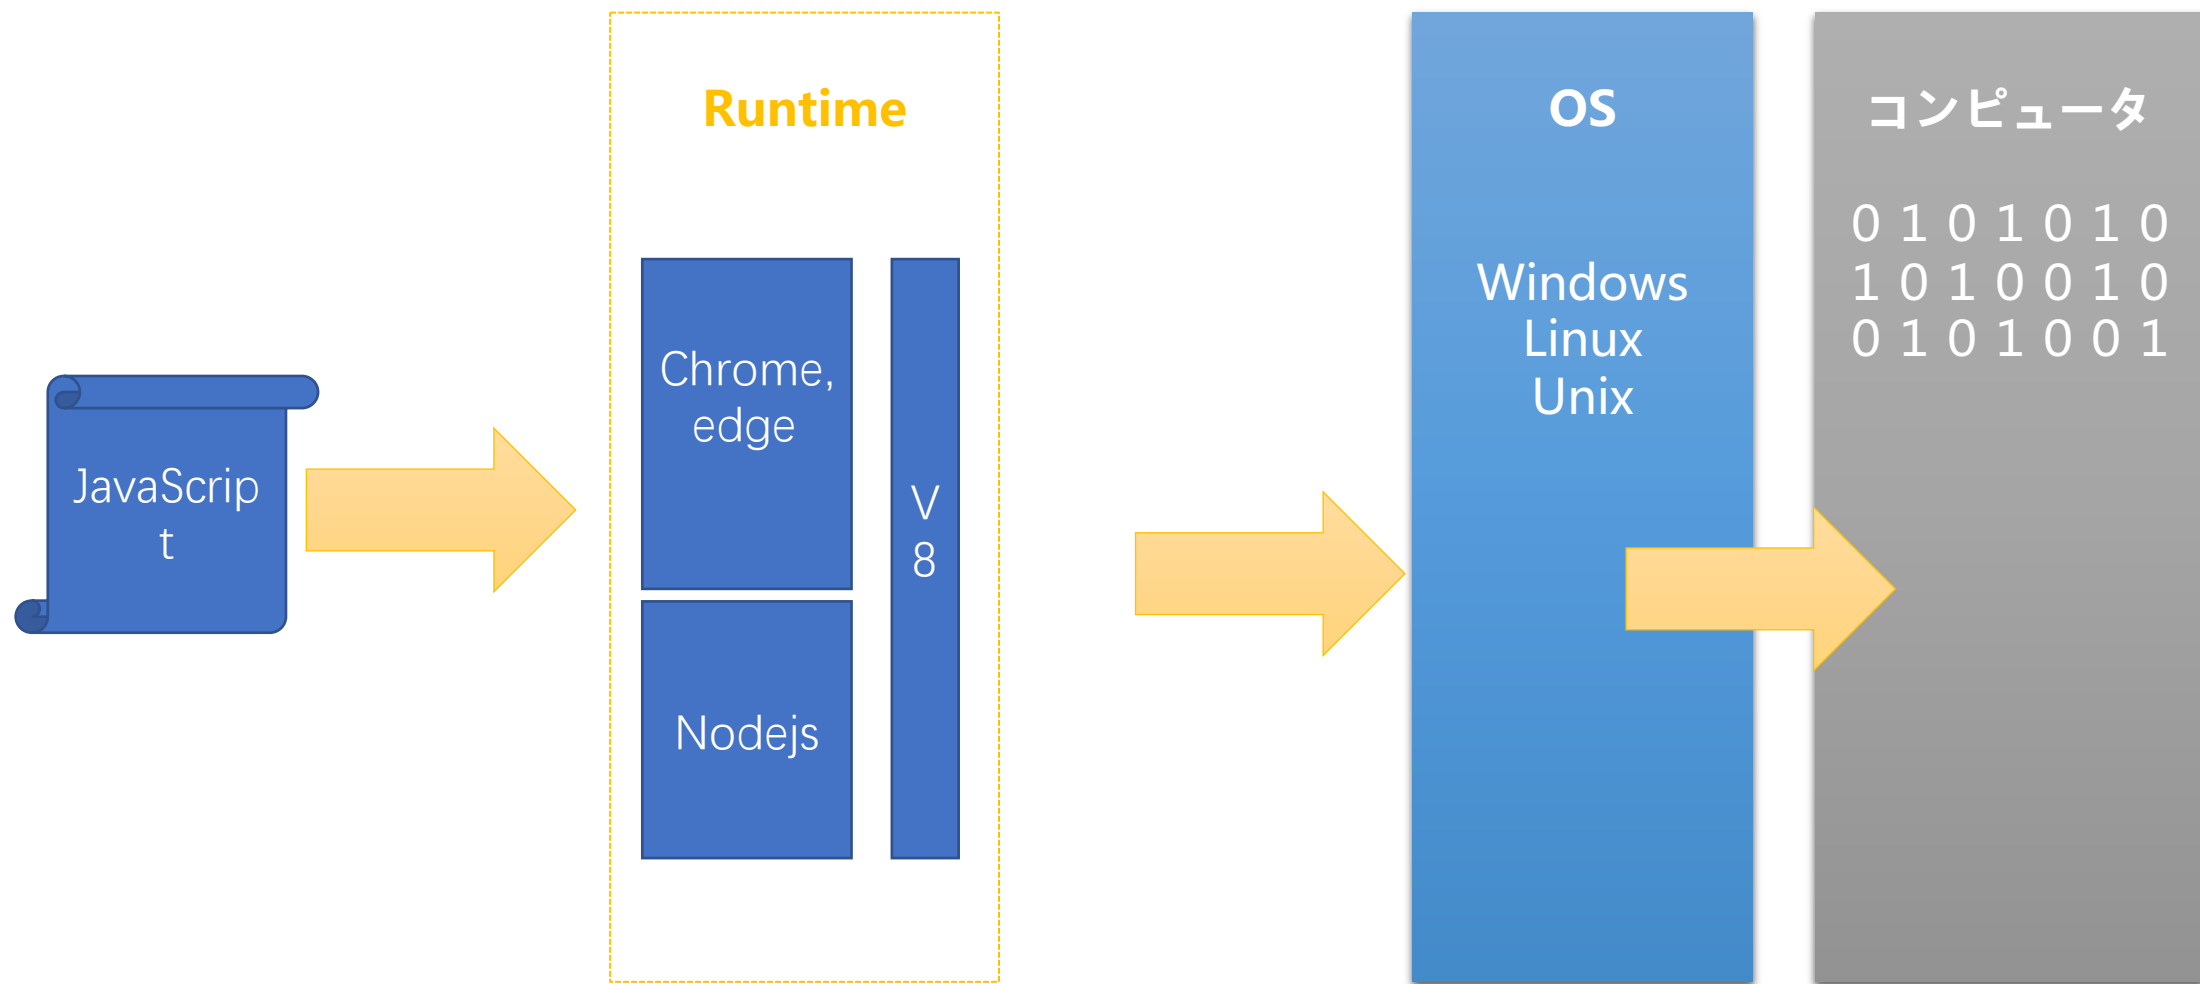 JavaScrip
t
Runtime
Chrome,
edge
Nodejs
V
8
OS
Windows
Linux
Unix
コンピュータ
0 1 0 1 0 1 0
1 0 1 0 0 1 0
0 1 0 1 0 0 1